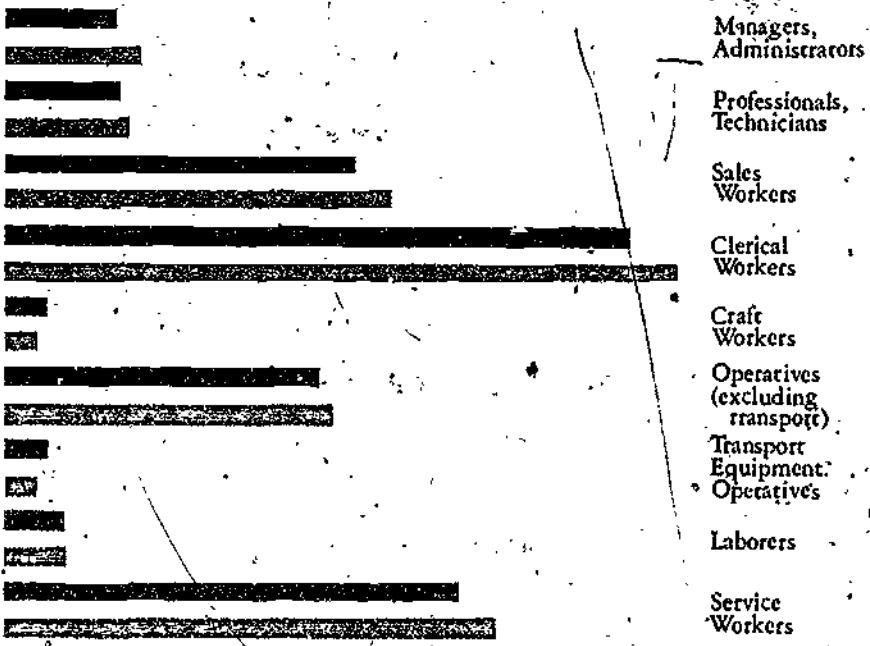 Managers,
Administrators
Professionals,
Technicians
Sales
Workers
Clerical
Workers
Craft
Workers
Operatives
(excluding
transport)
Transport
Equipment
Operatives
Laborers
Service
Workers